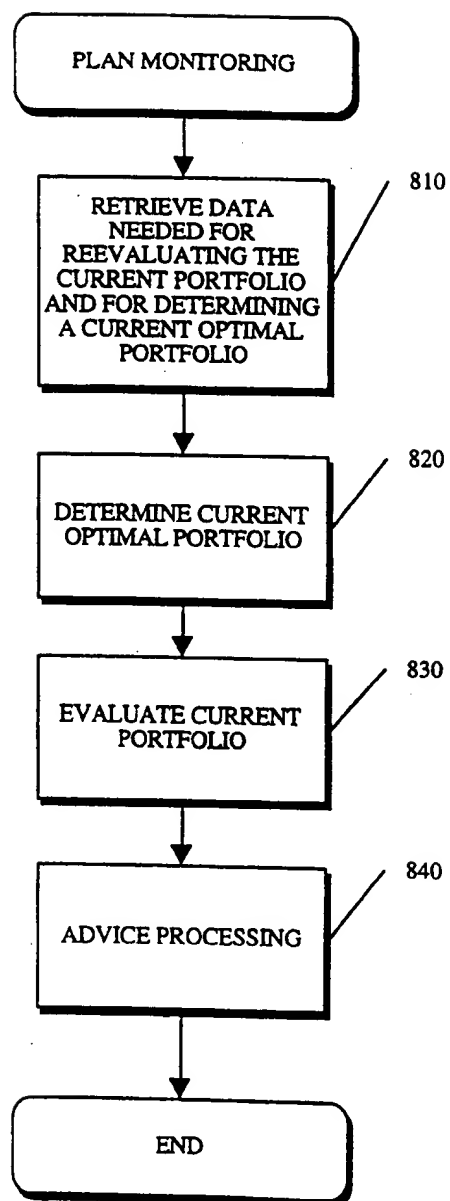 PLAN MONITORING
810
RETRIEVE DATA
NEEDED FOR
REEVALUATING THE
CURRENT PORTFOLIO
AND FOR DETERMINING
A CURRENT OPTIMAL
PORTFOLIO
820
DETERMINE CURRENT
OPTIMAL PORTFOLIO
830
EVALUATE CURRENT
PORTFOLIO
840
ADVICE PROCESSING
END